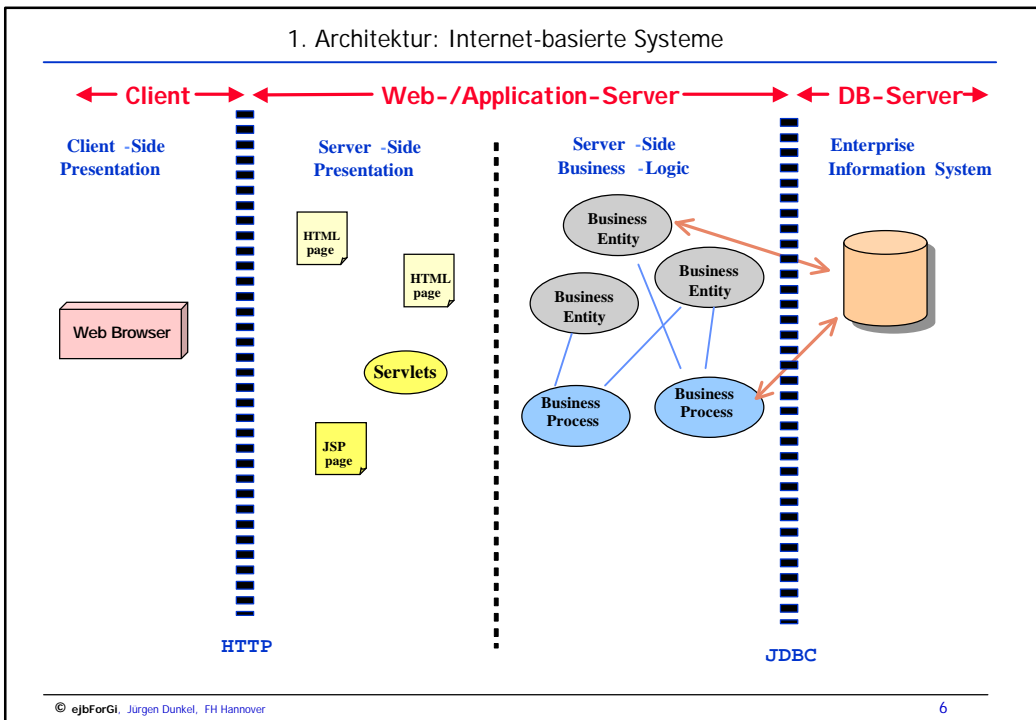 1. Architektur: Internet-basierte Systeme
Client
Web-/Application-Server
DB-Server
Client -Side
Presentation
Server -Side
Presentation
Server -Side
Business -Logic
Enterprise
Information System
HTML
page
HTML
page
Web Browser
Servlets
JSP
page
Business
Entity
Business
Entity
Business
Entity
Business
Process
Business
Process
HTTP
JDBC
© ejbForGi, Jürgen Dunkel, FH Hannover
6